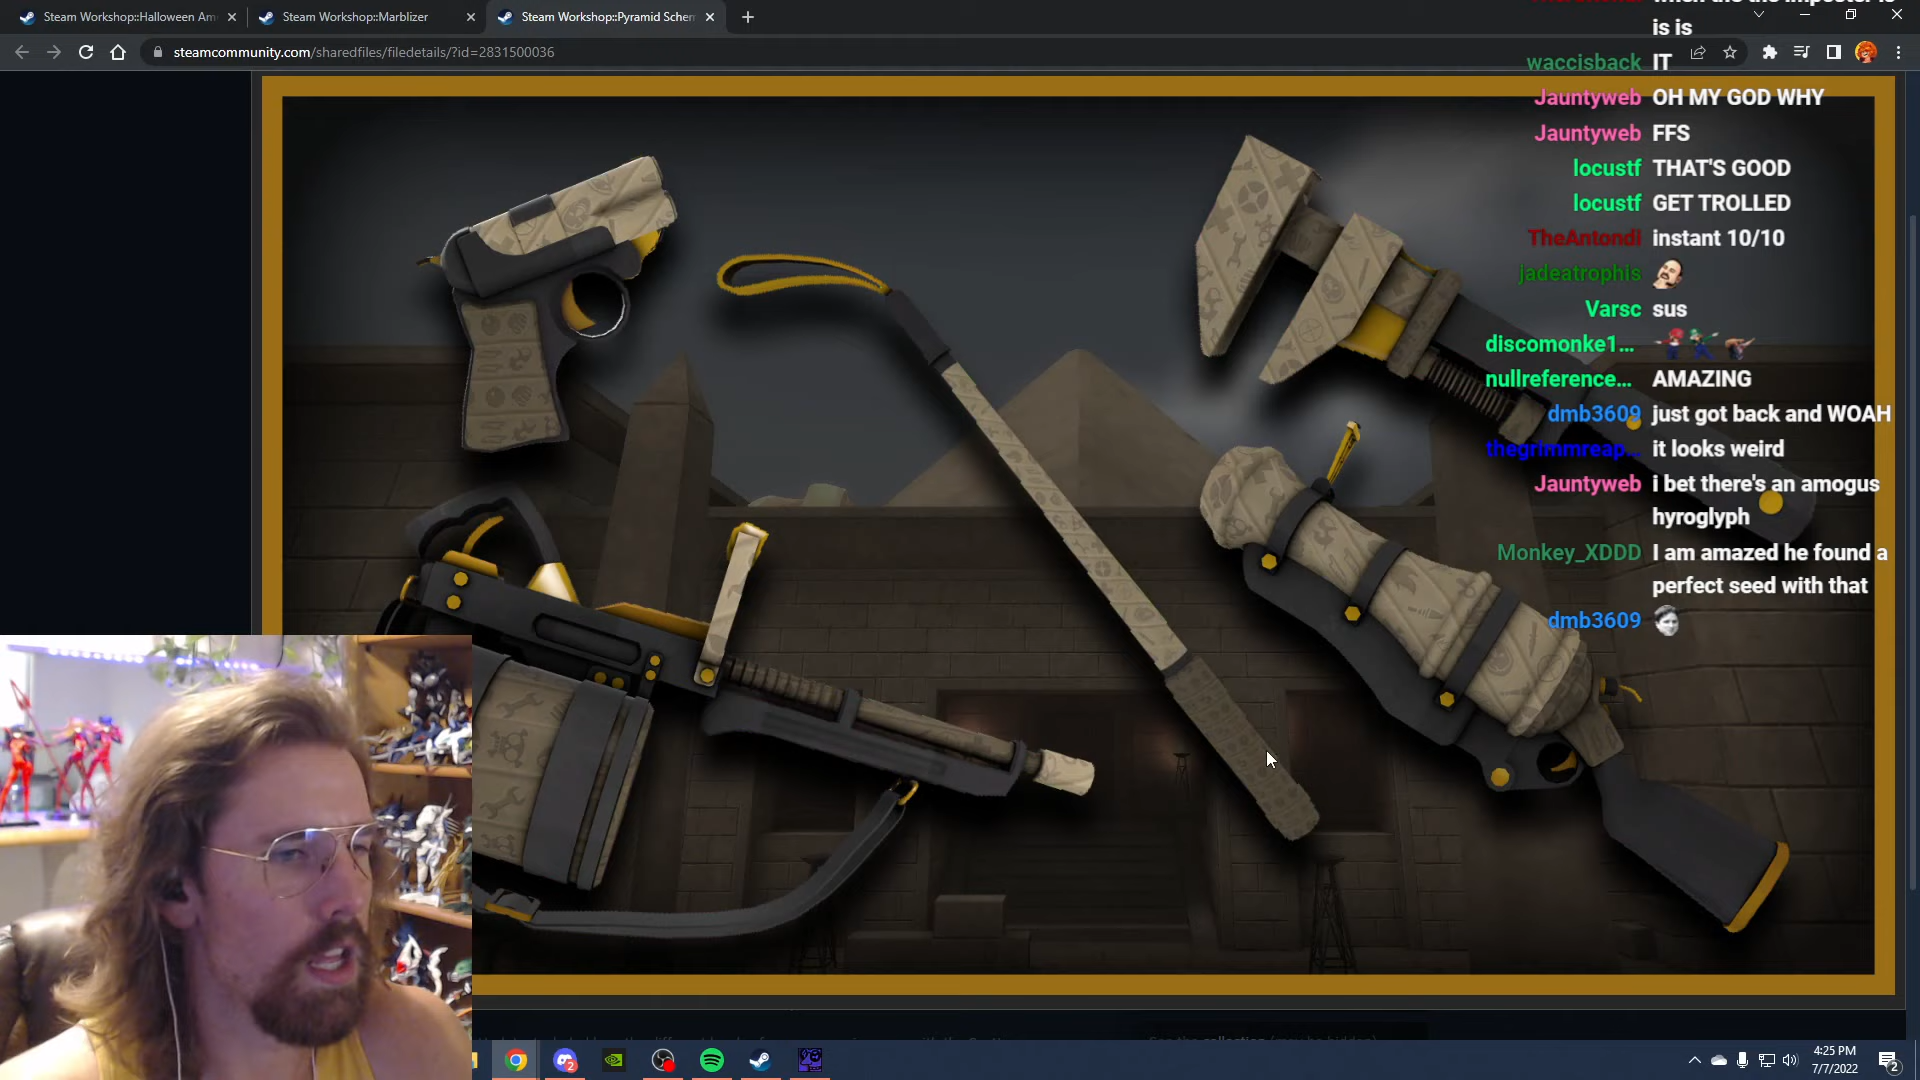 Steam Workshop::Halloween Am
Steam Workshop::Marblizer
Steam Workshop::Pyramid Schem
steamcommunity.com/sharedfiles/filedetails/?id=2831500036
is is
waccisback IT
Jauntyweb OH MY GOD WHY
Jauntyweb FFS
locustf THAT'S GOOD
locustf GET TROLLED
TheAntondi instant 10/10
jadeatrophis
Varsc sus
discomonke1...
nullreference... AMAZING
dmb3609 just got back and WOAH
thegrimmreap... it looks weird
Jauntyweb i bet there's an amogus
hyroglyph
Monkey_XDDD I am amazed he found a
perfect seed with that
dmb3609
2
4:25 PM
7/7/2022
2